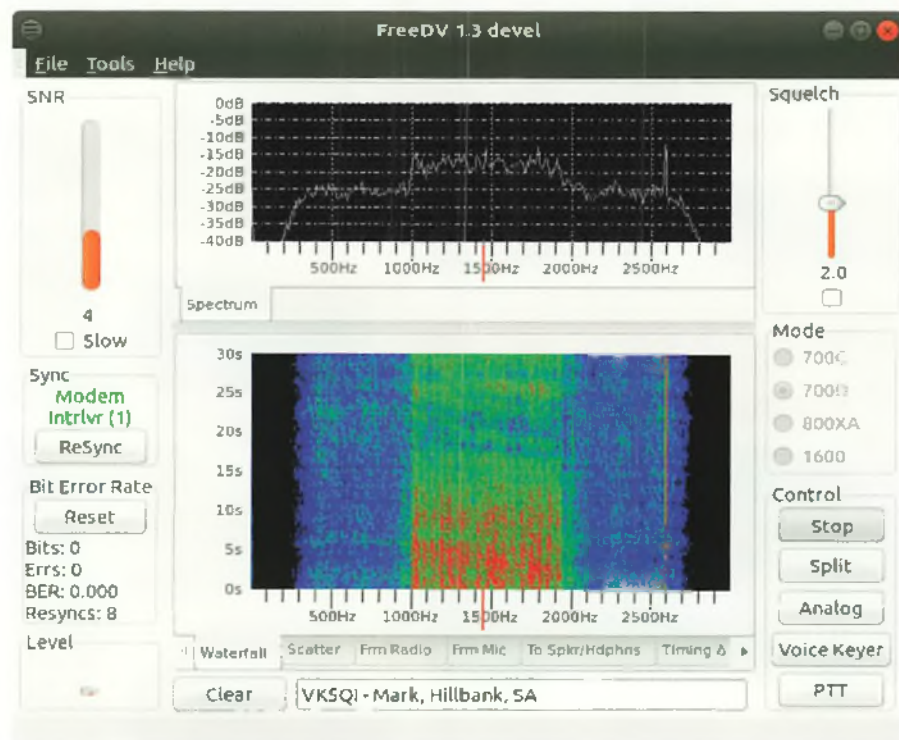 FreeDV 1.3 devel
File Tools Help
SNR
4
Slow
Sync
Modem
Intrlvr (1)
ReSync
Bit Error Rate
Reset
Bits: 0
Errs: 0
BER: 0.000
Resyncs: 8
Level
0dB
-5dB
-10dB
-15dB
-20dB
-25dB
-30dB
-35dB
-40dB
500Hz 1000Hz 1500Hz 2000Hz 2500Hz
Spectrum
30s
25s
20s
15s
10s
5s
0s
500Hz 1000Hz 1500Hz 2000Hz 2500Hz
Waterfall Scatter Frm Radio Frm Mic To Spkr/Hdphns Timing Δ
Clear VK5QI - Mark, Hillbank, SA
Squelch
2.0
Mode
700C
700D
800XA
1600
Control
Stop
Split
Analog
Voice Keyer
PTT